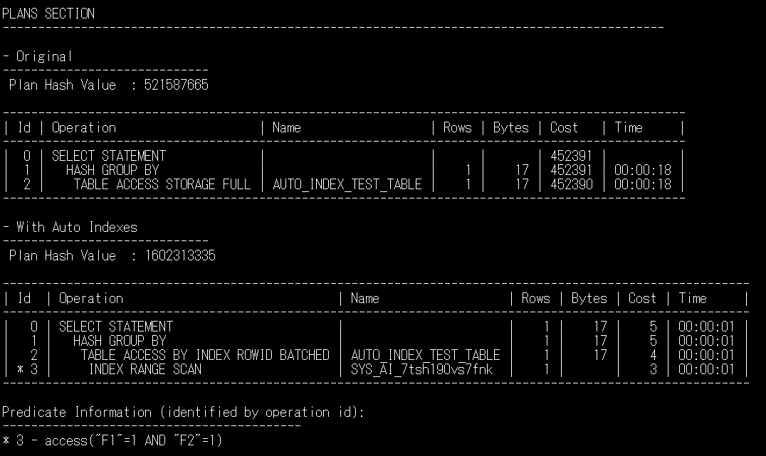 PLANS SECTION
---------------------------------------------------------------------------------------------
- Original
-----------------------------
Plan Hash Value  : 521587665
-------------------------------------------------------------------------------------------------
| Id | Operation                    | Name                  | Rows | Bytes | Cost   | Time     |
-------------------------------------------------------------------------------------------------
|  0 | SELECT STATEMENT             |                       |      |       | 452391 |          |
|  1 |   HASH GROUP BY              |                       |    1 |    17 | 452391 | 00:00:18 |
|  2 |    TABLE ACCESS STORAGE FULL | AUTO_INDEX_TEST_TABLE |    1 |    17 | 452390 | 00:00:18 |
-------------------------------------------------------------------------------------------------
- With Auto Indexes
-----------------------------
Plan Hash Value  : 1602313335
---------------------------------------------------------------------------------------------------------
| Id  | Operation                             | Name                  | Rows | Bytes | Cost | Time     |
---------------------------------------------------------------------------------------------------------
|   0 | SELECT STATEMENT                      |                       |    1 |    17 |    5 | 00:00:01 |
|   1 |   HASH GROUP BY                       |                       |    1 |    17 |    5 | 00:00:01 |
|   2 |    TABLE ACCESS BY INDEX ROWID BATCHED | AUTO_INDEX_TEST_TABLE |    1 |    17 |    4 | 00:00:01 |
| * 3 |     INDEX RANGE SCAN                  | SYS_AI_7tsh190vs7fnk  |    1 |       |    3 | 00:00:01 |
---------------------------------------------------------------------------------------------------------
Predicate Information (identified by operation id):
------------------------------------------
* 3 - access("F1"=1 AND "F2"=1)